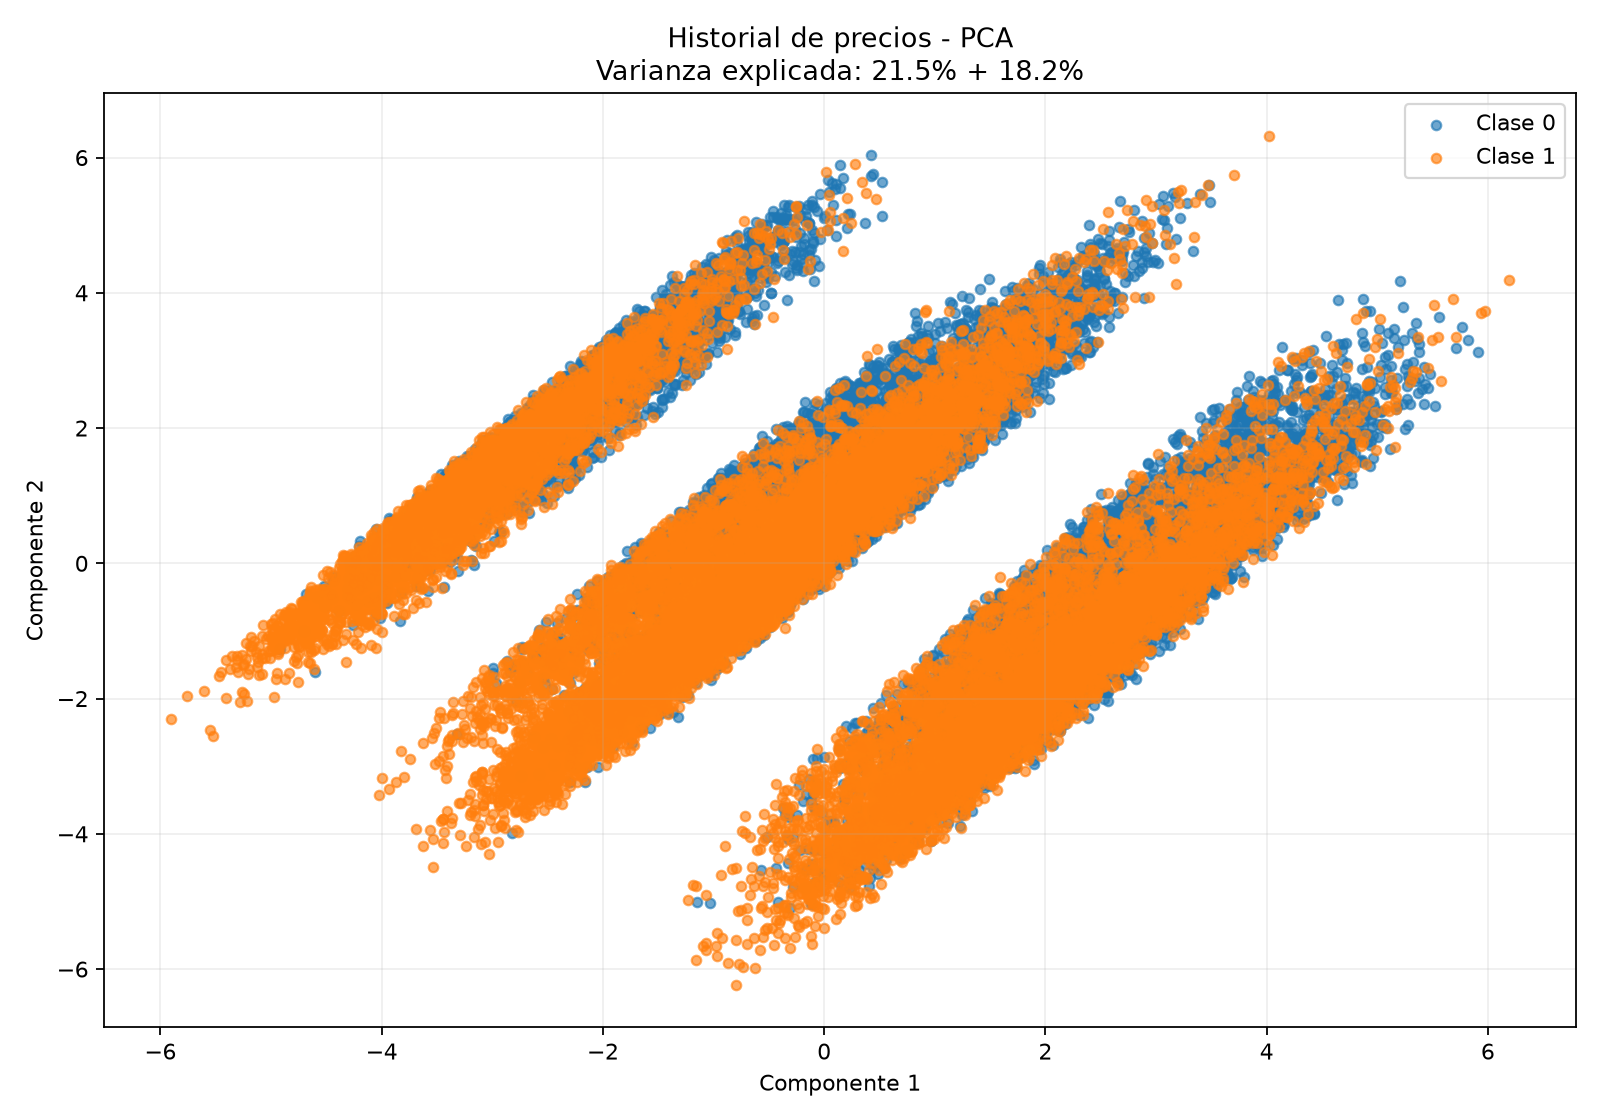 Historial de precios - PCA
Varianza explicada: 21.5% + 18.2%
Clase 0
Clase 1
Componente 2
6
4
2
0
−2
−4
−6
−6
−4
−2
0
2
4
6
Componente 1